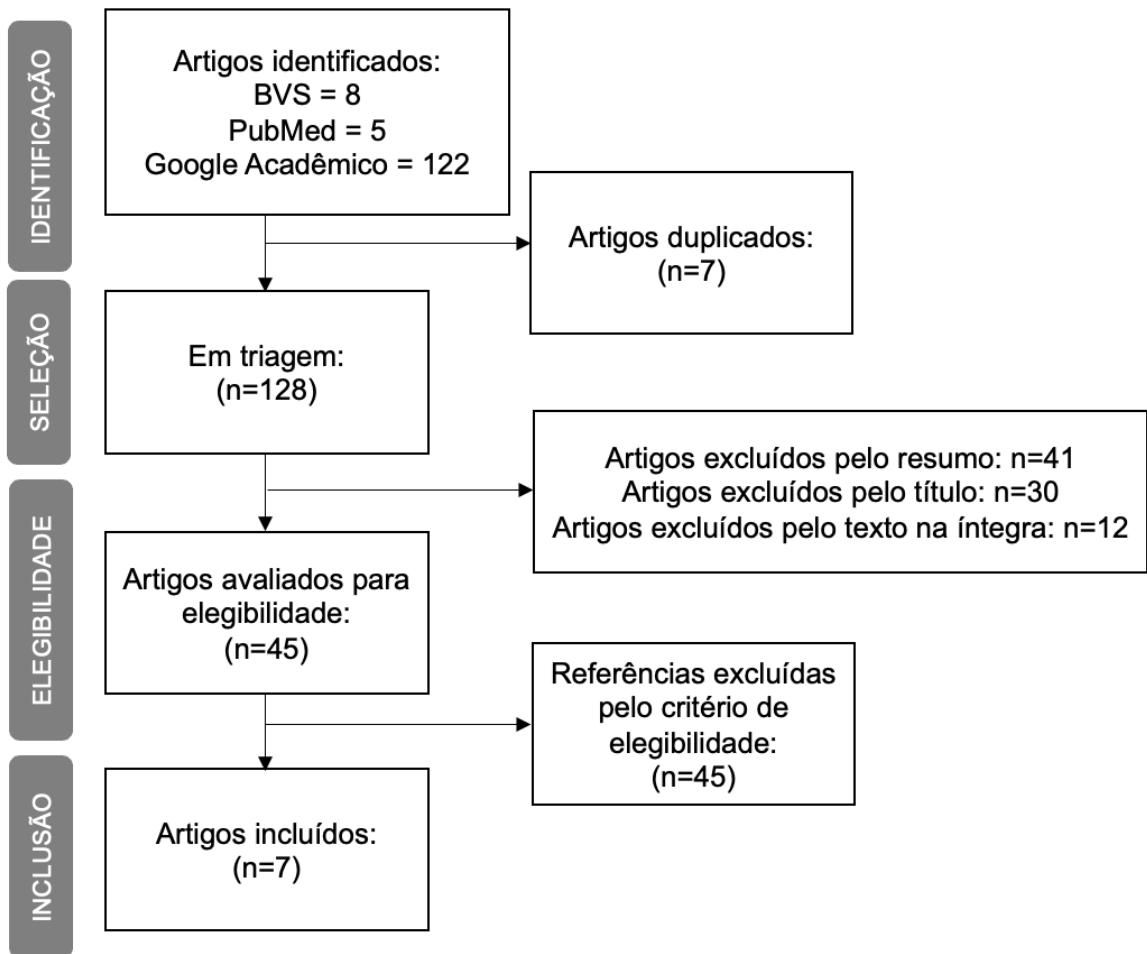 IDENTIFICAÇÃO
Artigos identificados:
BVS = 8
PubMed = 5
Google Acadêmico = 122
Artigos duplicados:
(n=7)
SELEÇÃO
Em triagem:
(n=128)
Artigos excluídos pelo resumo: n=41
Artigos excluídos pelo título: n=30
Artigos excluídos pelo texto na íntegra: n=12
ELEGIBILIDADE
Artigos avaliados para
elegibilidade:
(n=45)
Referências excluídas
pelo critério de
elegibilidade:
(n=45)
INCLUSÃO
Artigos incluídos:
(n=7)